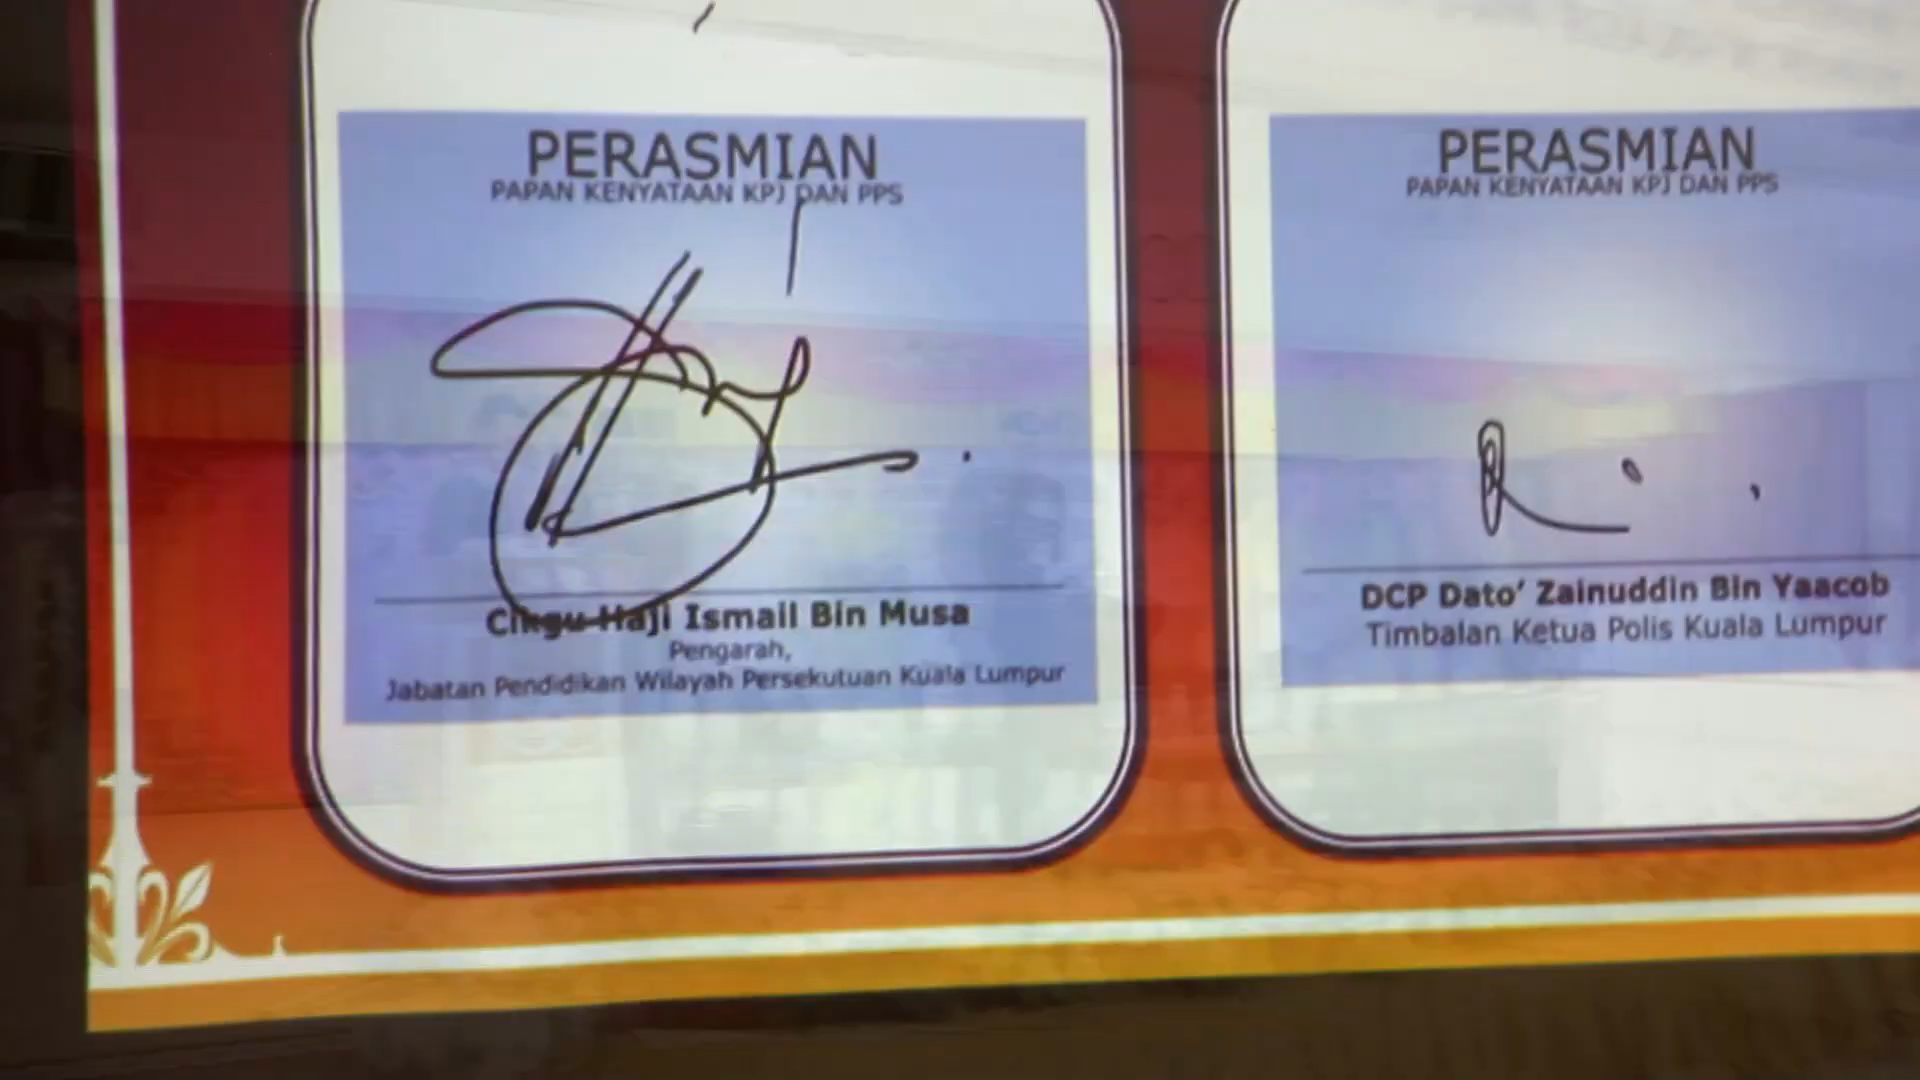 PERASMIAN
PAPAN KENYATAAN KPJ DAN PPS
Cikgu Haji Ismail Bin Musa
Pengarah,
Jabatan Pendidikan Wilayah Persekutuan Kuala Lumpur
PERASMIAN
PAPAN KENYATAAN KPJ DAN PPS
DCP Dato' Zainuddin Bin Yaacob
Timbalan Ketua Polis Kuala Lumpur